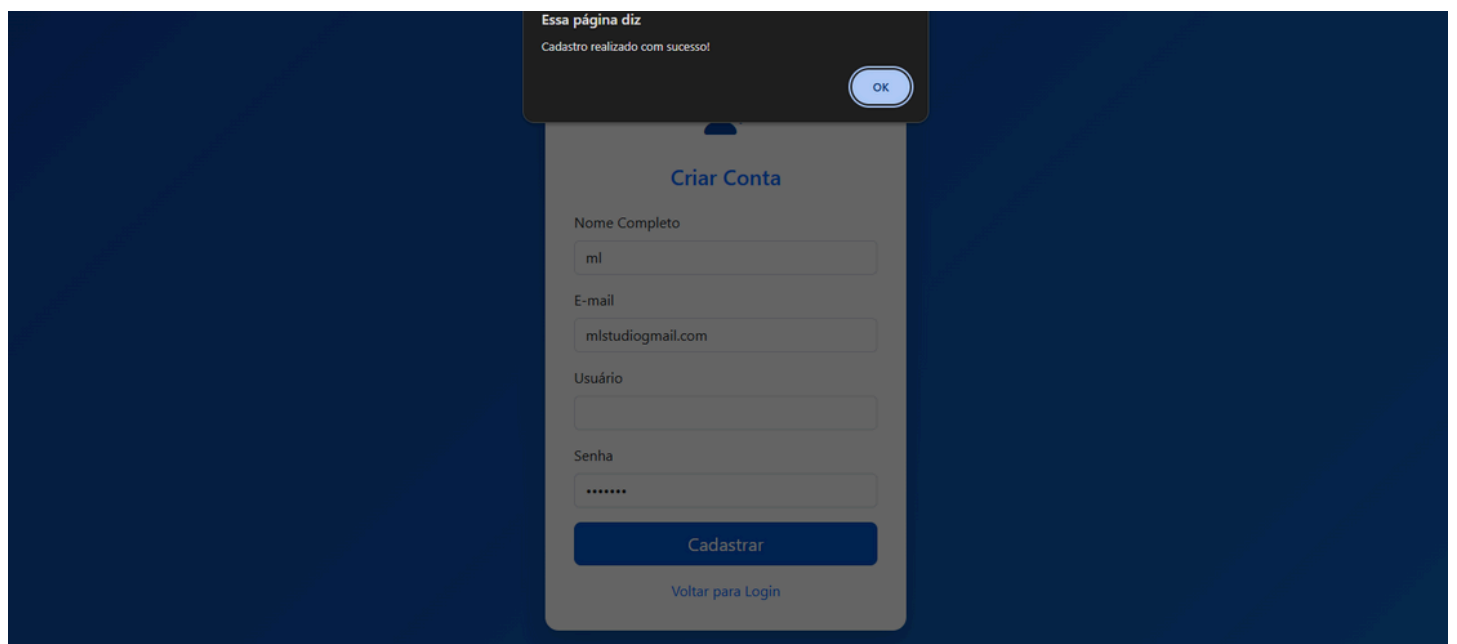 Essa página diz
Cadastro realizado com sucesso!
OK
Criar Conta
Nome Completo
ml
E-mail
mlstudiogmail.com
Usuário
Senha
•••••••
Cadastrar
Voltar para Login